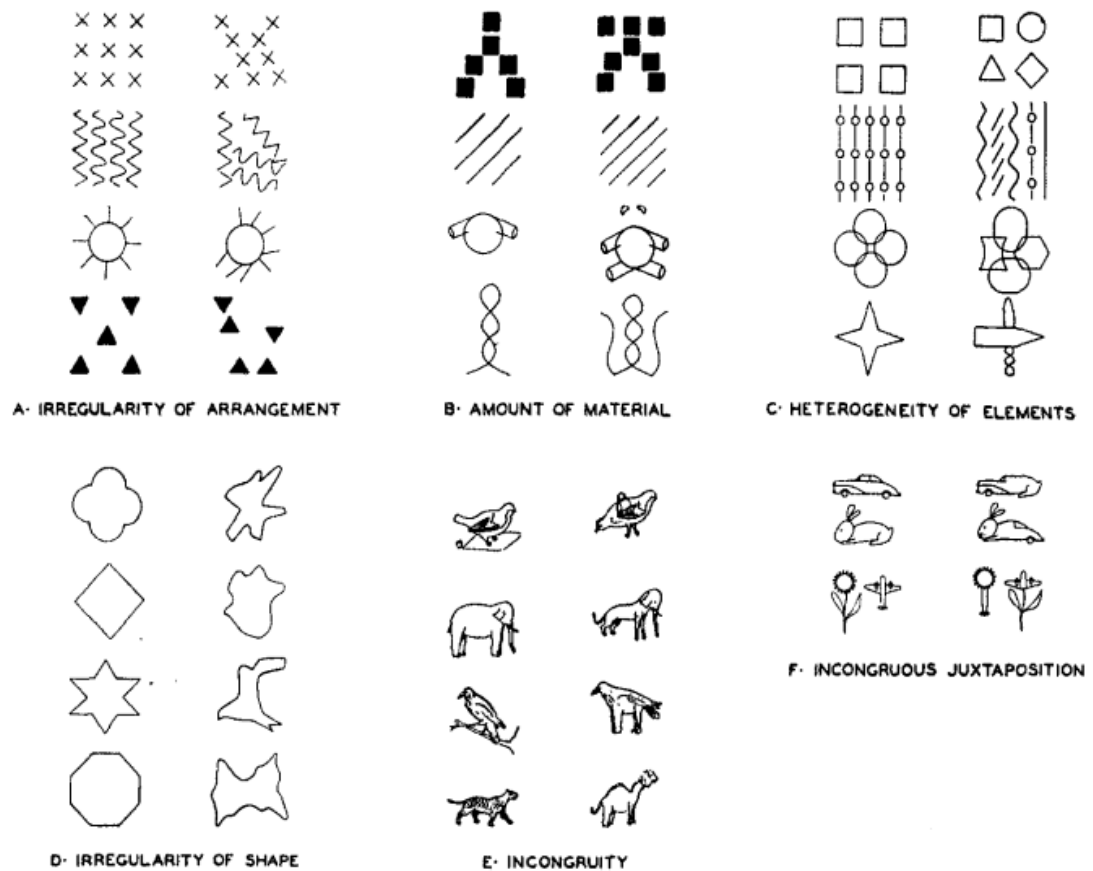 A· IRREGULARITY OF ARRANGEMENT
B· AMOUNT OF MATERIAL
C· HETEROGENEITY OF ELEMENTS
F· INCONGRUOUS JUXTAPOSITION
D· IRREGULARITY OF SHAPE
E· INCONGRUITY